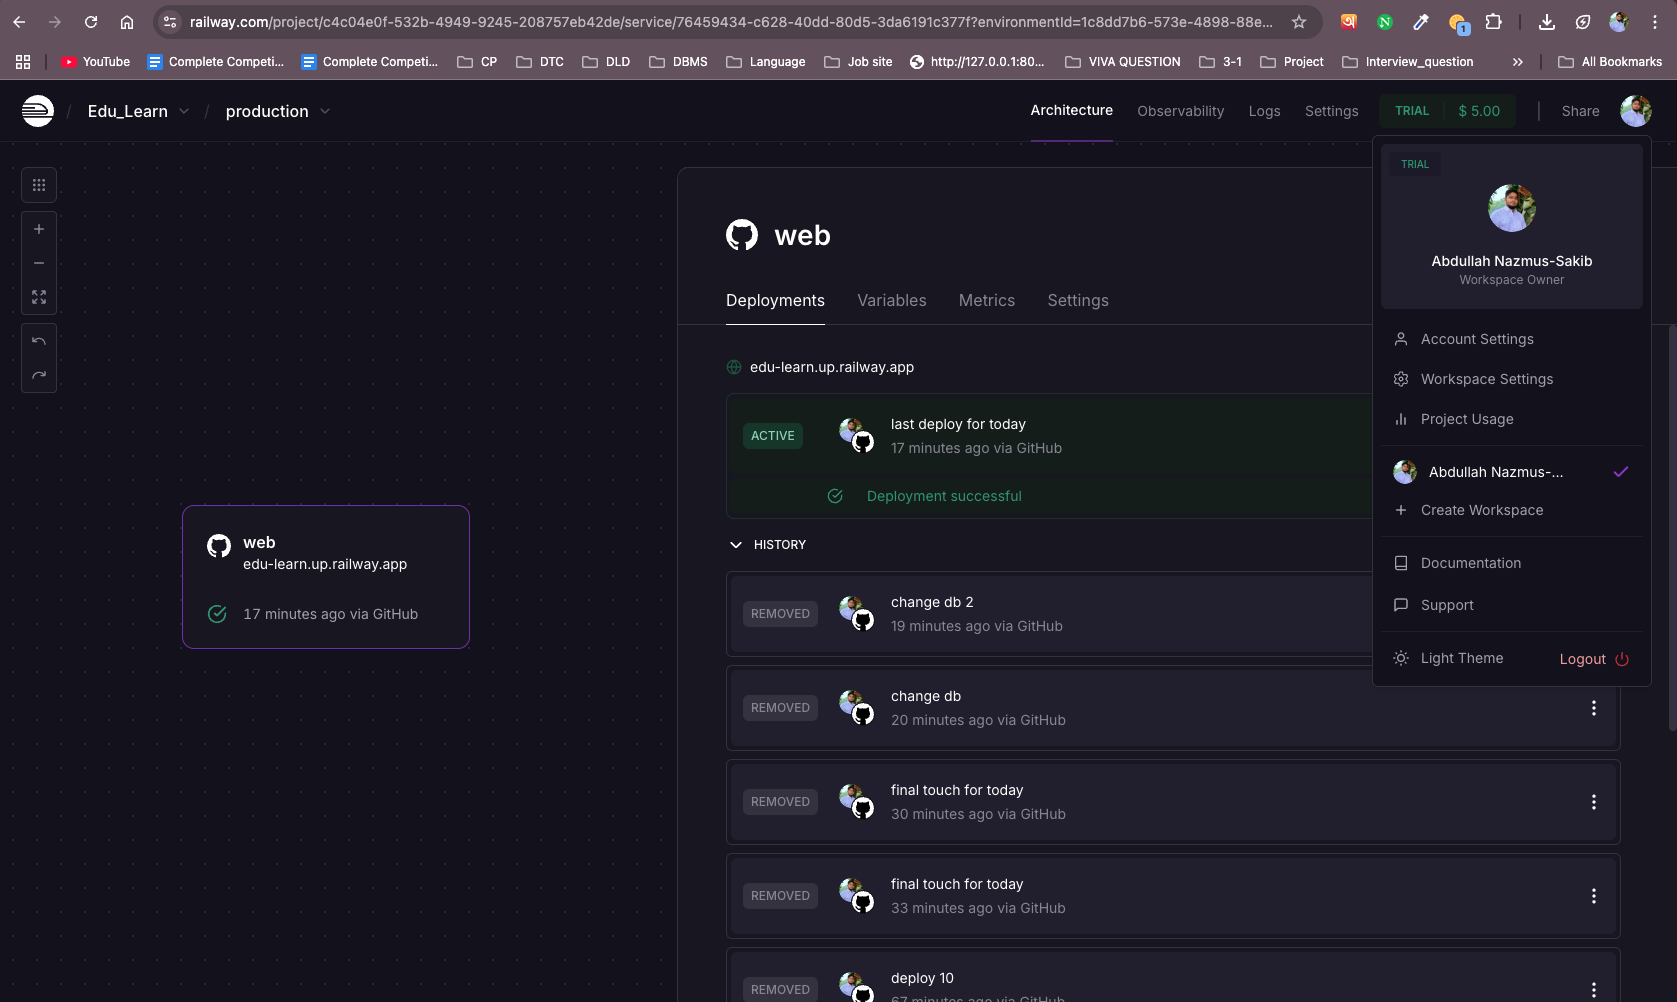 railway.com/project/c4c04e0f-532b-4949-9245-208757eb42de/service/76459434-c628-40dd-80d5-3da6191c377f?environmentId=1c8dd7b6-573e-4898-88e...
1
YouTube
Complete Competi...
Complete Competi...
CP
DTC
DLD
DBMS
Language
Job site
http://127.0.0.1:80...
VIVA QUESTION
3-1
Project
Interview_question
All Bookmarks
/ Edu_Learn / production
Architecture
Observability
Logs
Settings
TRIAL $ 5.00
Share
TRIAL
Abdullah Nazmus-Sakib
Workspace Owner
Account Settings
Workspace Settings
Project Usage
Abdullah Nazmus-...
Create Workspace
Documentation
Support
Light Theme
Logout
web
edu-learn.up.railway.app
17 minutes ago via GitHub
web
Deployments
Variables
Metrics
Settings
edu-learn.up.railway.app
ACTIVE
last deploy for today
17 minutes ago via GitHub
Deployment successful
HISTORY
REMOVED
change db 2
19 minutes ago via GitHub
REMOVED
change db
20 minutes ago via GitHub
REMOVED
final touch for today
30 minutes ago via GitHub
REMOVED
final touch for today
33 minutes ago via GitHub
REMOVED
deploy 10
67 minutes ago via GitHub